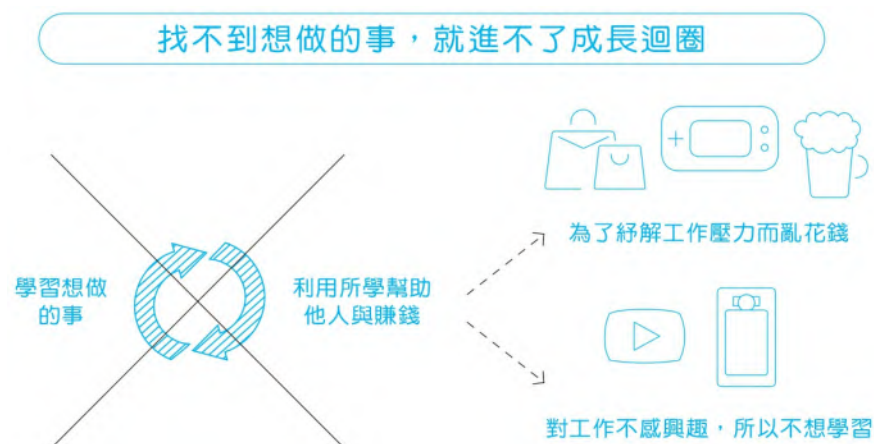 找不到想做的事，就進不了成長迴圈
為了紓解工作壓力而亂花錢
學習想做
的事
利用所學幫助
他人與賺錢
對工作不感興趣，所以不想學習